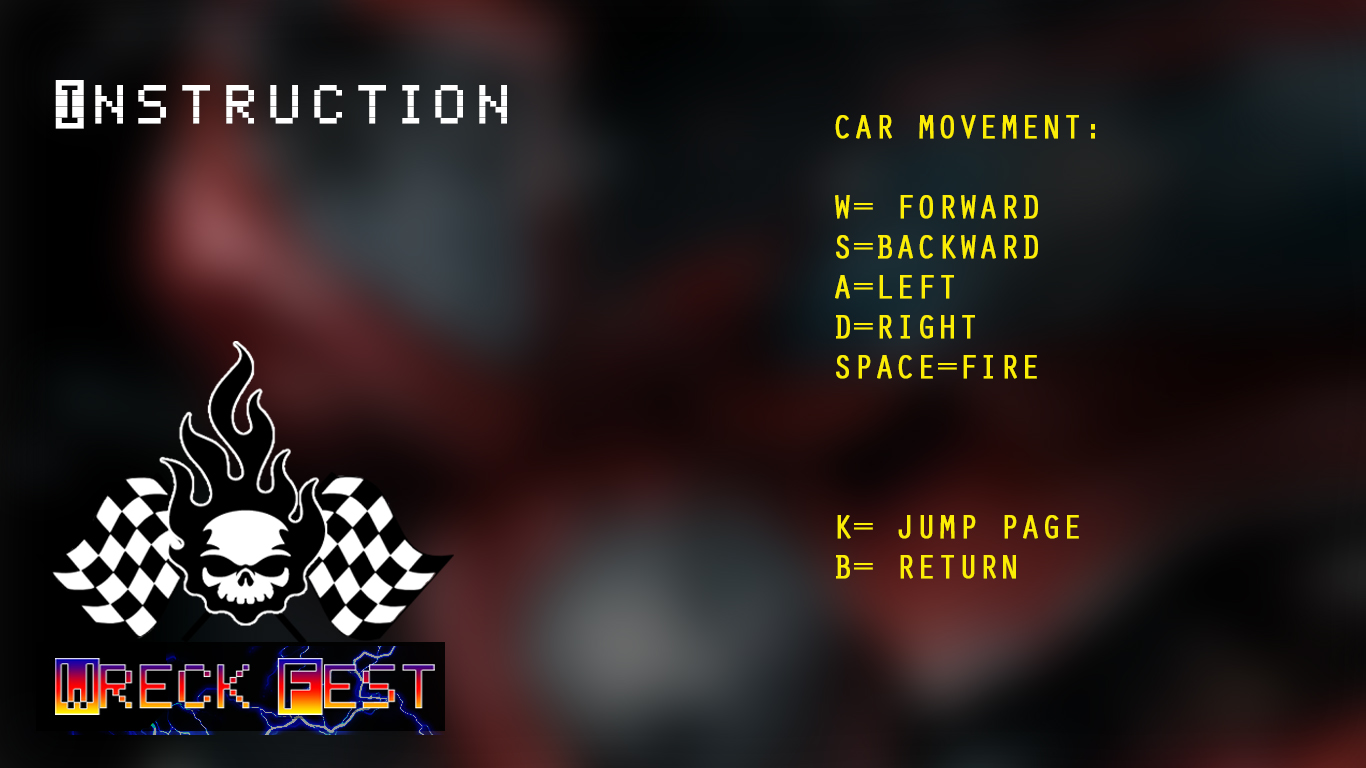 INSTRUCTION
CAR MOVEMENT:
W= FORWARD
S=BACKWARD
A=LEFT
D=RIGHT
SPACE=FIRE
K= JUMP PAGE
B= RETURN
WRECK FEST